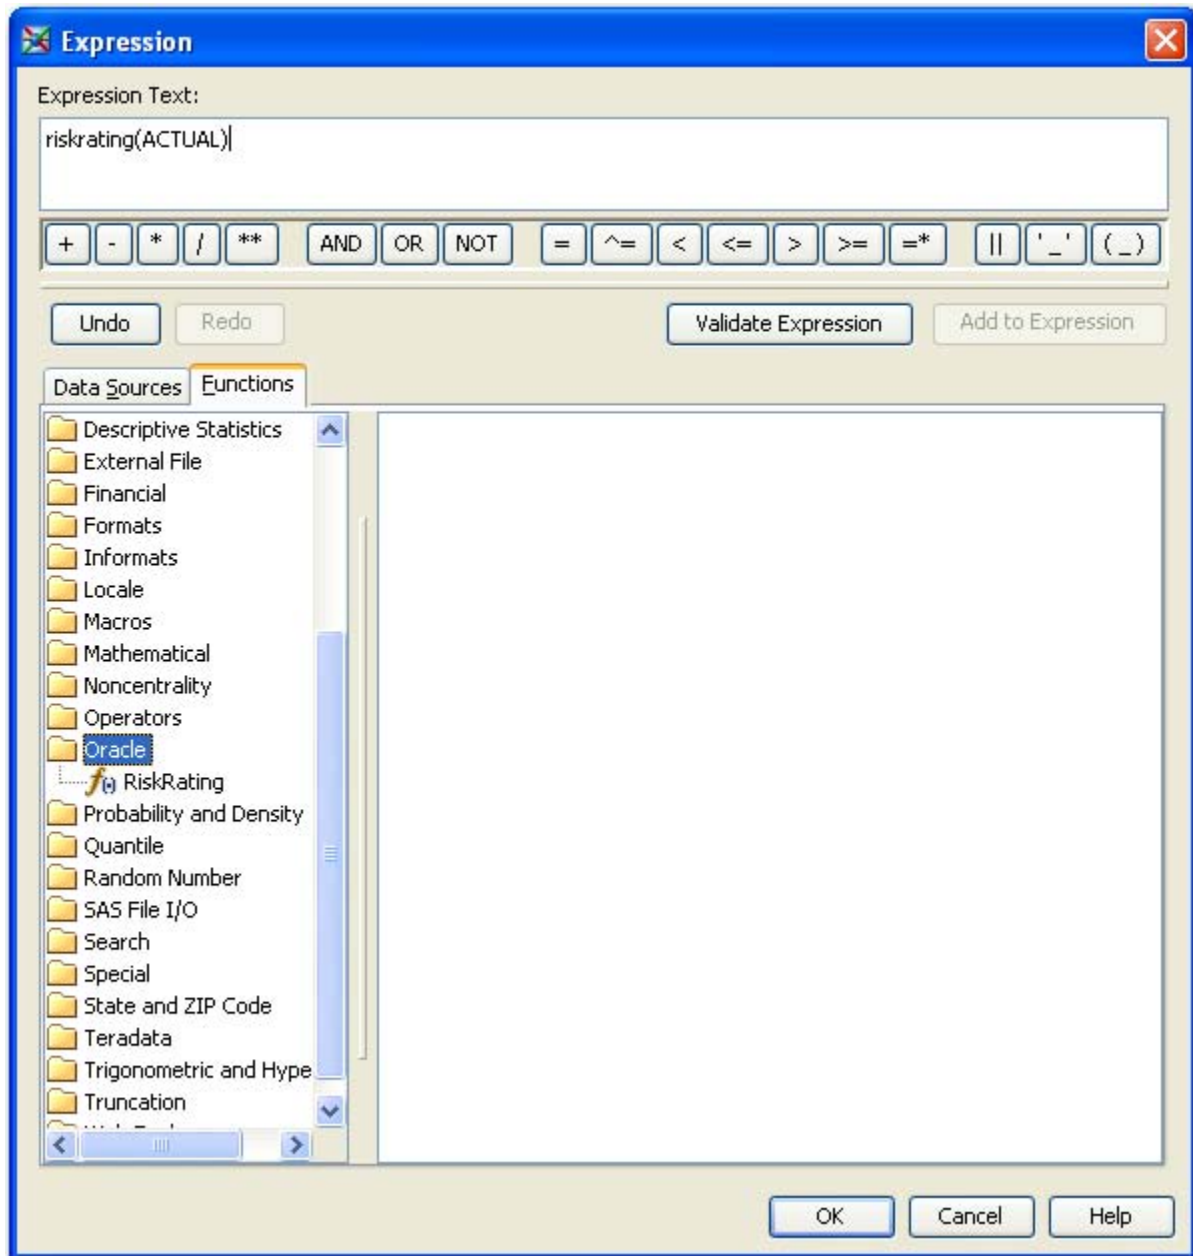 Expression
Expression Text:
riskrating(ACTUAL)
+ - * / ** AND OR NOT = ^= < <= > >= =* || '_' (_)
Undo Redo Validate Expression Add to Expression
Data Sources Functions
Descriptive Statistics
External File
Financial
Formats
Informats
Locale
Macros
Mathematical
Noncentrality
Operators
Oracle
RiskRating
Probability and Density
Quantile
Random Number
SAS File I/O
Search
Special
State and ZIP Code
Teradata
Trigonometric and Hype
Truncation
OK Cancel Help